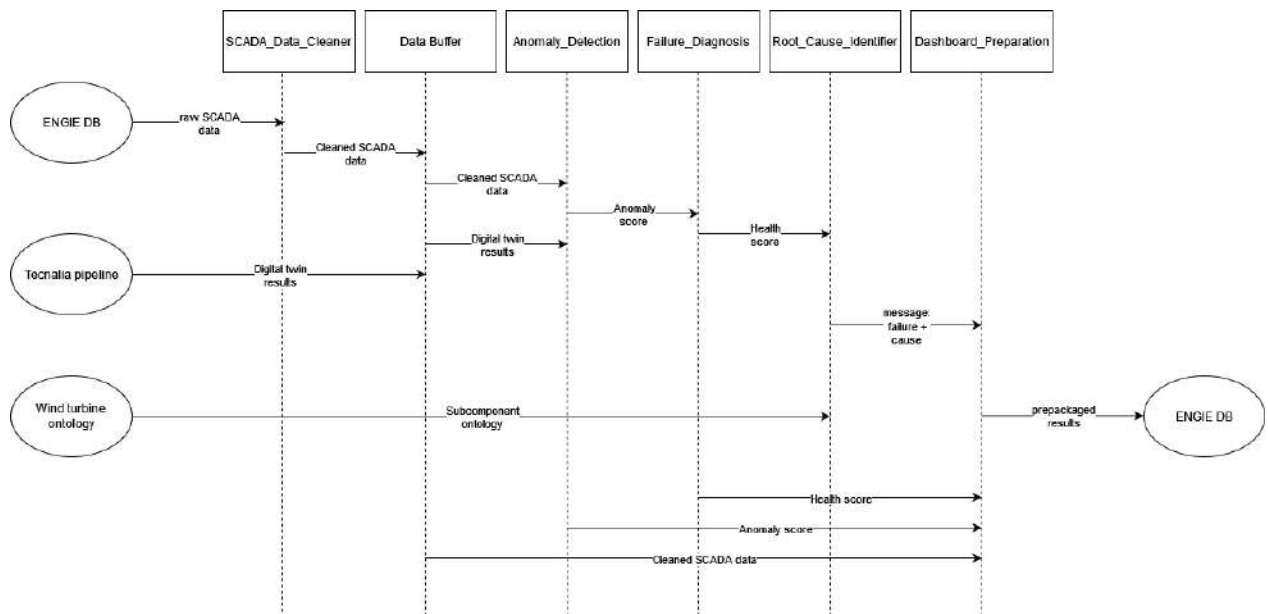 SCADA_Data_Cleaner
Data Buffer
Anomaly_Detection
Failure_Diagnosis
Root_Cause_Identifier
Dashboard_Preparation
ENGIE DB
raw SCADA
data
Cleaned SCADA
data
Cleaned SCADA
data
Anomaly
score
Health
score
Digital twin
results
Tecnalia pipeline
Digital twin
results
message:
failure +
cause
Wind turbine
ontology
Subcomponent
ontology
prepackaged
results
ENGIE DB
Health score
Anomaly score
Cleaned SCADA data